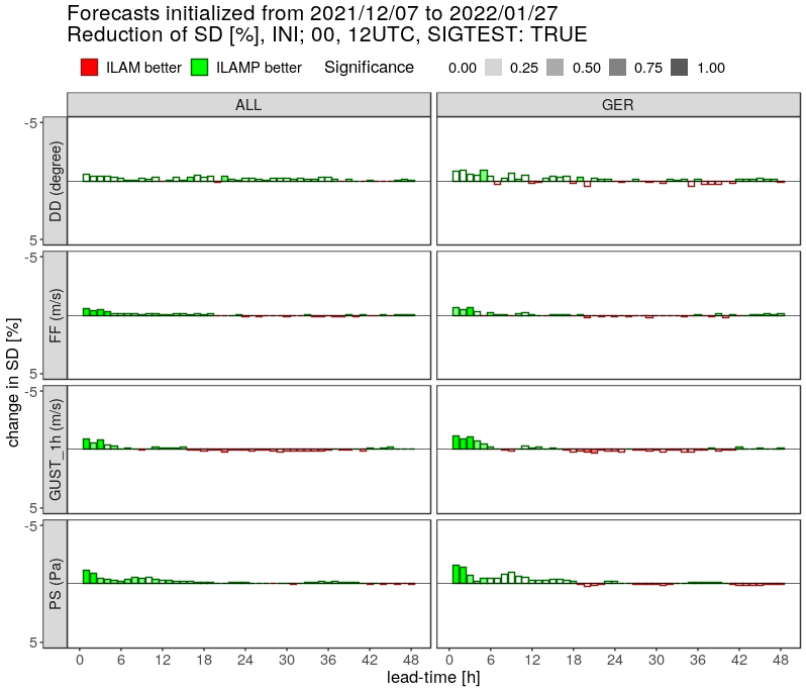 Forecasts initialized from 2021/12/07 to 2022/01/27
Reduction of SD [%], INI; 00, 12UTC, SIGTEST: TRUE
ILAM better ILAMP better Significance 0.00 0.25 0.50 0.75 1.00
ALL GER
change in SD [%]
DD (degree)
-5
5
FF (m/s)
-5
5
GUST_1h (m/s)
-5
5
PS (Pa)
-5
5
0 6 12 18 24 30 36 42 48 0 6 12 18 24 30 36 42 48
lead-time [h]